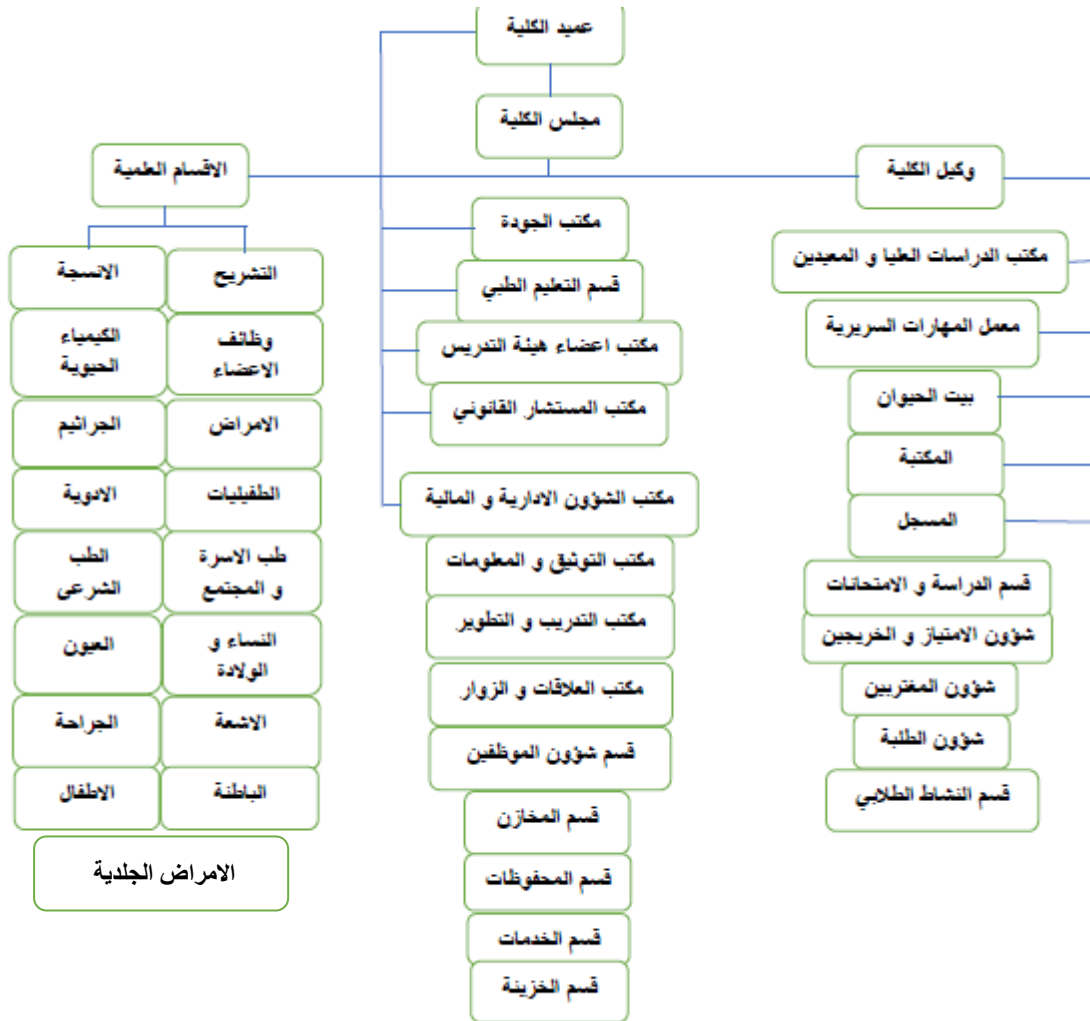 عميد الكلية
مجلس الكلية
وكيل الكلية
مكتب الدراسات العليا و المعيدين
معمل المهارات السريرية
بيت الحيوان
المكتبة
المسجل
قسم الدراسة و الامتحانات
شؤون الامتياز و الخريجين
شؤون المغتربين
شؤون الطلبة
قسم النشاط الطلابي
مكتب الجودة
قسم التعليم الطبي
مكتب اعضاء هيئة التدريس
مكتب المستشار القانوني
مكتب الشؤون الادارية و المالية
مكتب التوثيق و المعلومات
مكتب التدريب و التطوير
مكتب العلاقات و الزوار
قسم شؤون الموظفين
قسم المخازن
قسم المحفوظات
قسم الخدمات
قسم الخزينة
الاقسام العلمية
التشريح
الانسجة
وظائف
الاعضاء
الكيمياء
الحيوية
الامراض
الجراثيم
الطفيليات
الادوية
طب الاسرة
و المجتمع
الطب
الشرعي
النساء و
الولادة
العيون
الاشعة
الجراحة
الباطنة
الاطفال
الامراض الجلدية